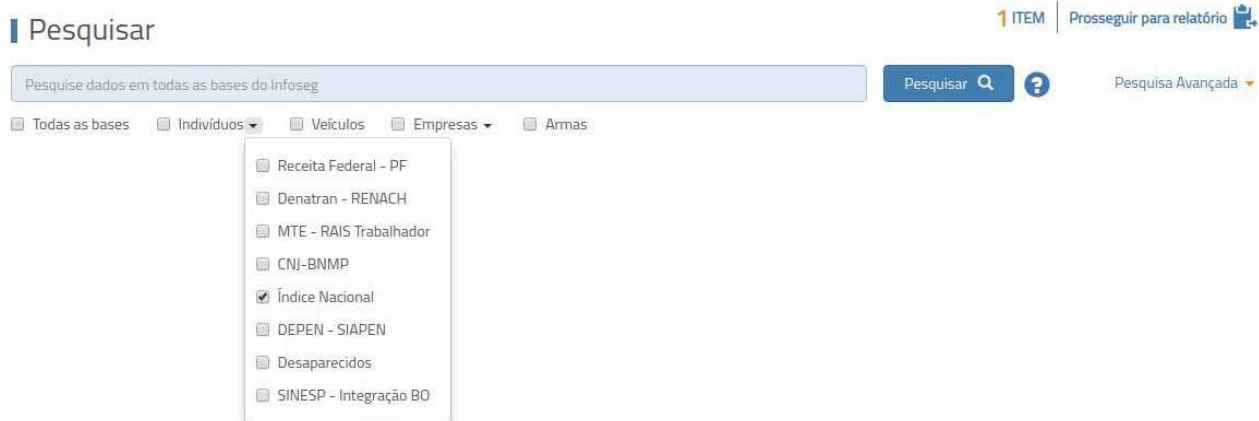 1 ITEM Prosseguir para relatório
Pesquisar
Pesquise dados em todas as bases do Infoseg Pesquisar ? Pesquisa Avançada
Todas as bases Indivíduos Veículos Empresas Armas
Receita Federal - PF
Denatran - RENACH
MTE - RAIS Trabalhador
CNJ-BNMP
Índice Nacional
DEPEN - SIAPEN
Desaparecidos
SINESP - Integração BO